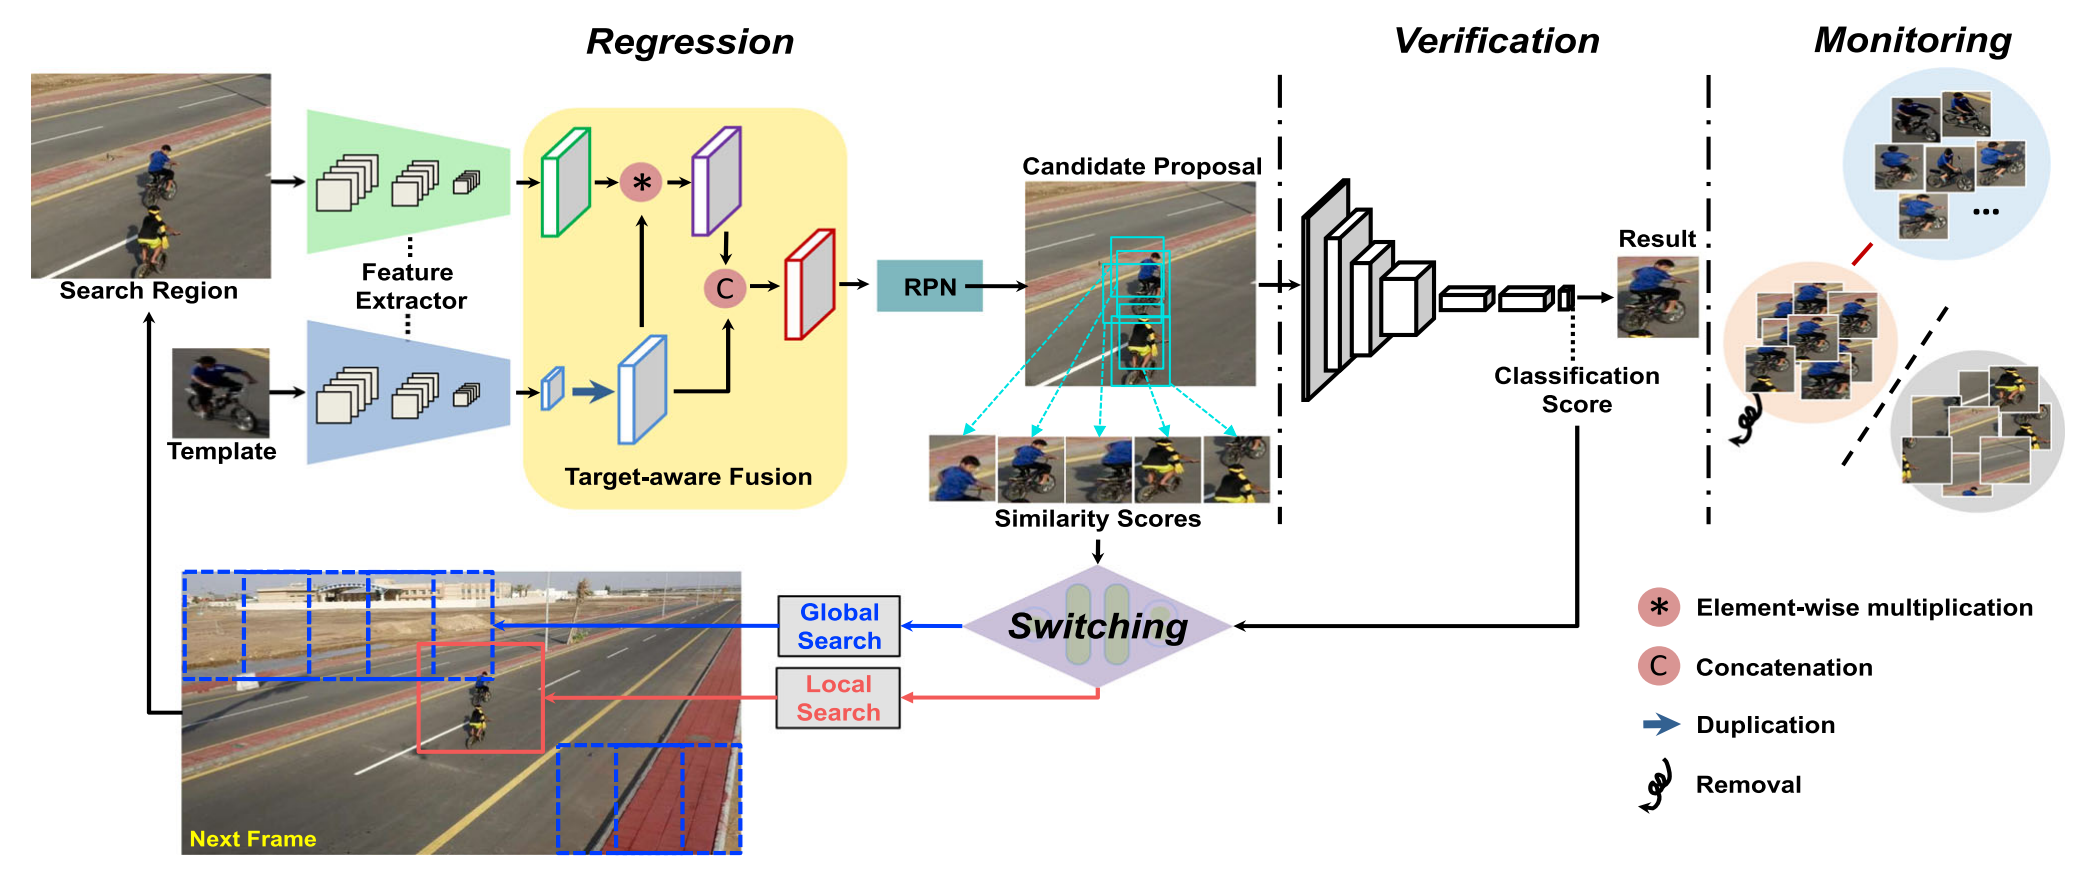 Regression
Verification
Monitoring
Search Region
Feature
Extractor
Template
*
C
Target-aware Fusion
RPN
Candidate Proposal
Similarity Scores
Result
Classification
Score
...
Switching
Global
Search
Local
Search
Next Frame
* Element-wise multiplication
C Concatenation
Duplication
Removal